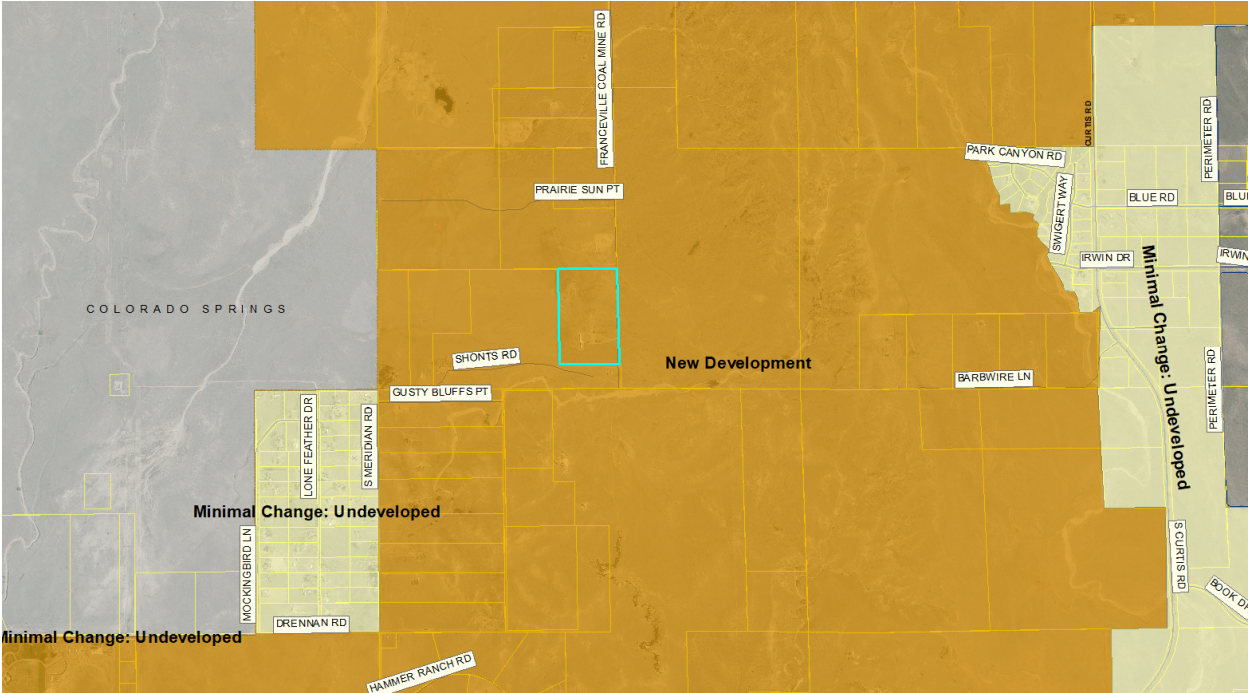 FRANCEVILLE COAL MINE RD
CURTIS RD
PERIMETER RD
PARK CANYON RD
PRAIRIE SUN PT
SWIGERT WAY
BLUE RD
BLU
IRWIN DR
IRWIN
COLORADO SPRINGS
Minimal Change: Undeveloped
SHONTS RD
New Development
BARBWIRE LN
PERIMETER RD
GUSTY BLUFFS PT
LONE FEATHER DR
S MERIDIAN RD
Minimal Change: Undeveloped
MOCKINGBIRD LN
S CURTIS RD
BOOK DR
DRENNAN RD
Minimal Change: Undeveloped
HAMMER RANCH RD